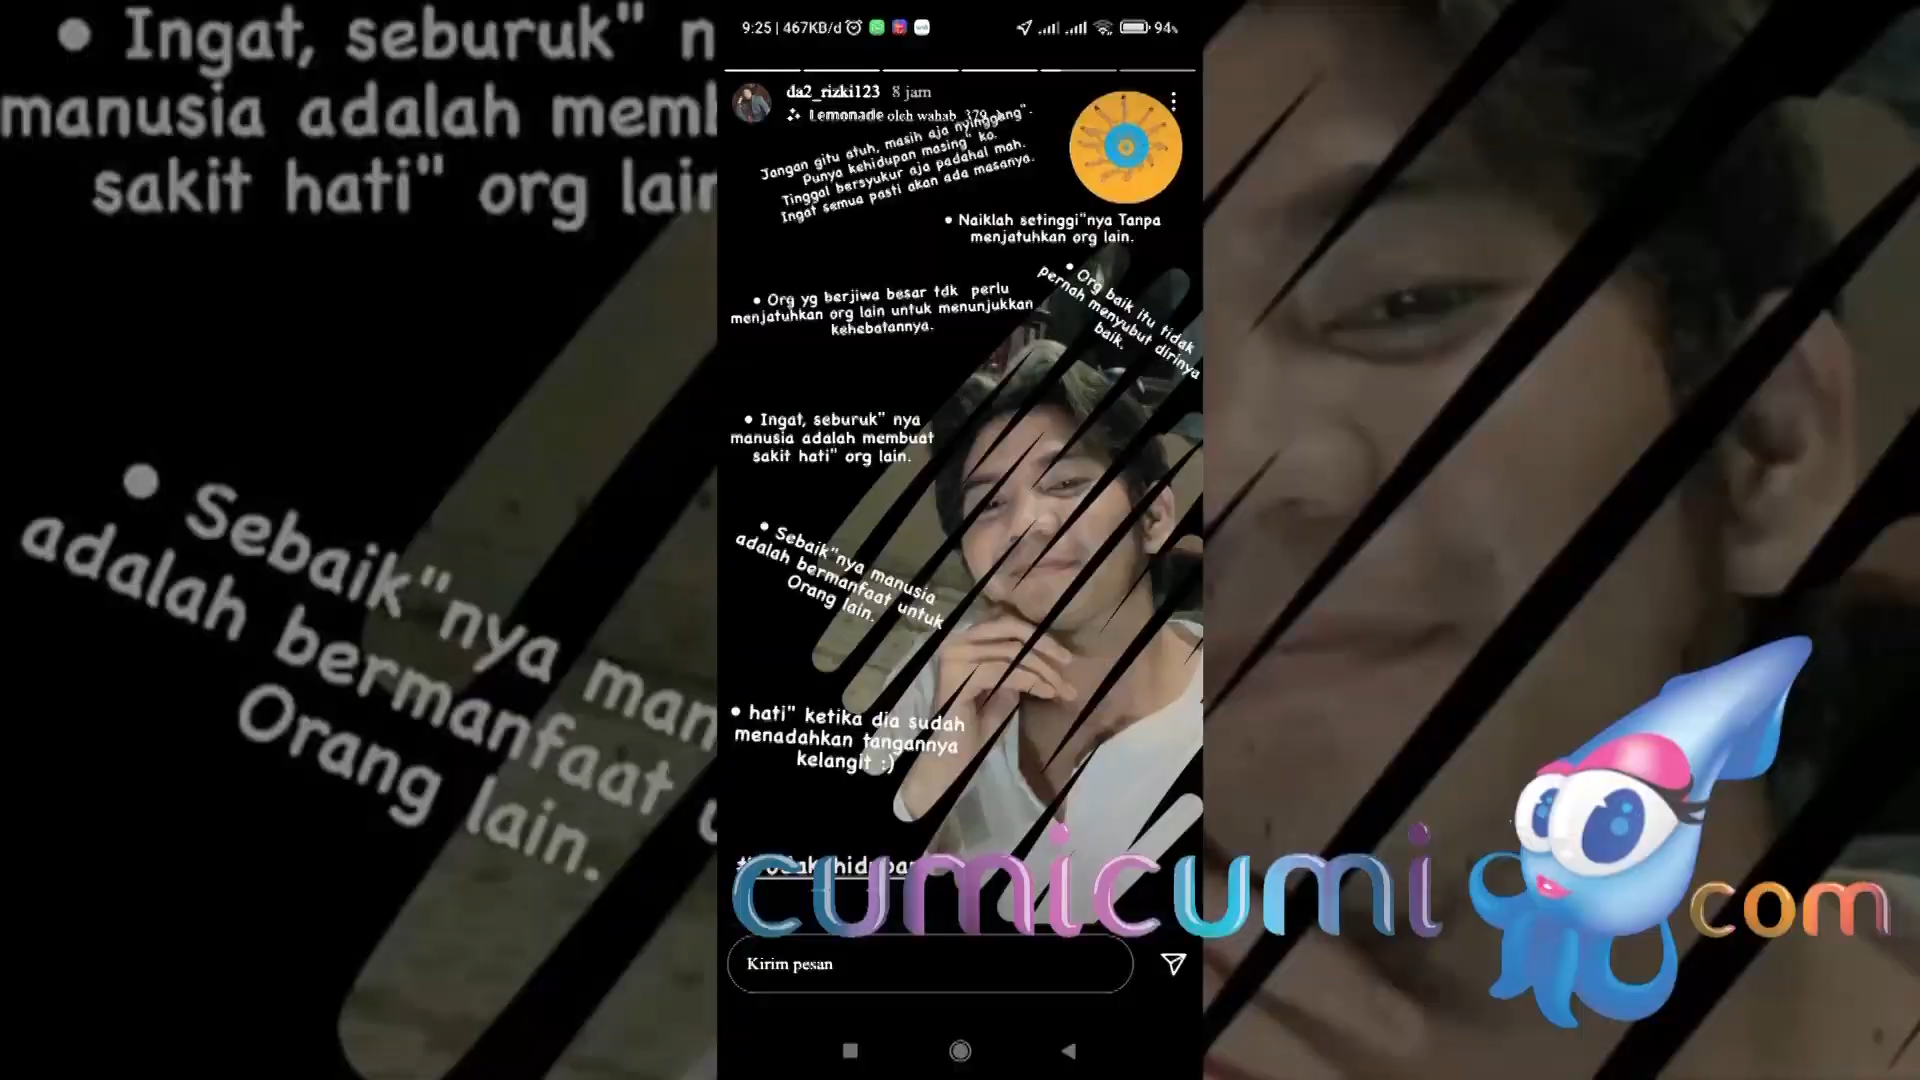 • Ingat, seburuk" n
manusia adalah memb
sakit hati" org lain
• Sebaik"nya man
adalah bermanfaat u
Orang lain.
9:25 | 467KB/d
94%
da2_rizki123 8 jam
Lemonade oleh wahab_379_
Jangan gitu atuh, masih aja nyinggang".
Punya kehidupan masing" ko.
Tinggal bersyukur aja padahal mah.
Ingat semua pasti akan ada masanya.
• Naiklah setinggi"nya Tanpa
menjatuhkan org lain.
• Org baik itu tidak
pernah menyubut dirinya
baik.
• Org yg berjiwa besar tdk perlu
menjatuhkan org lain untuk menunjukkan
kehebatannya.
• Ingat, seburuk" nya
manusia adalah membuat
sakit hati" org lain.
• Sebaik"nya manusia
adalah bermanfaat untuk
Orang lain.
• hati" ketika dia sudah
menadahkan tangannya
kelangit :)
cumicumi.com
Kirim pesan